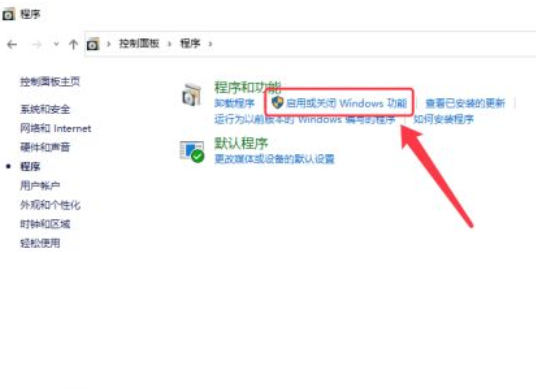 程序
控制面板 › 程序 ›
控制面板主页
系统和安全
网络和 Internet
硬件和声音
程序
用户帐户
外观和个性化
时钟和区域
轻松使用
程序和功能
卸载程序 启用或关闭 Windows 功能 查看已安装的更新
运行为以前版本的 Windows 编写的程序 如何安装程序
默认程序
更改媒体或设备的默认设置